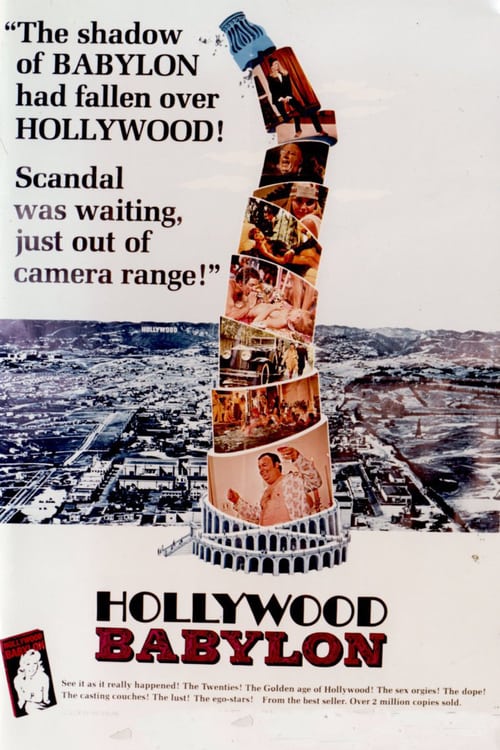 “The shadow
of BABYLON
had fallen over
HOLLYWOOD!
Scandal
was waiting,
just out of
camera range!”
HOLLYWOOD
HOLLYWOOD
BABYLON
HOLLYWOOD
BABYLON
See it as it really happened! The Twenties! The Golden age of Hollywood! The sex orgies! The dope!
The casting couches! The lust! The ego-stars! From the best seller. Over 2 million copies sold.